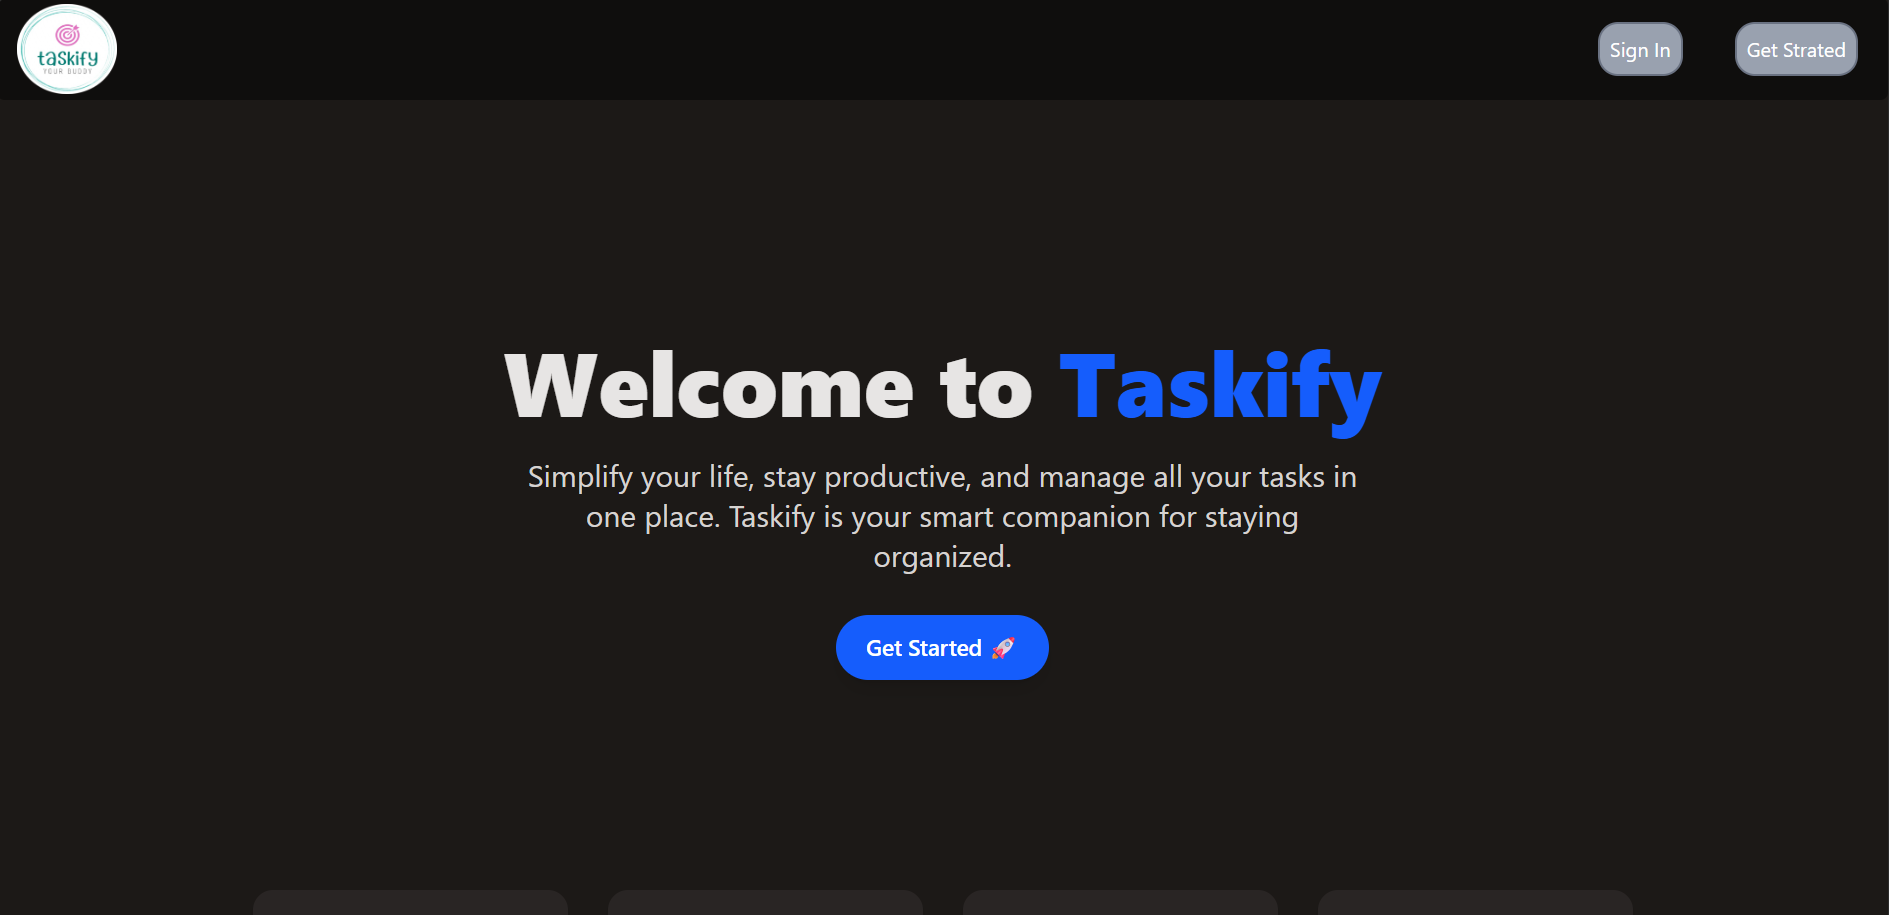 taskify
YOUR BUDDY
Sign In
Get Strated
Welcome to Taskify
Simplify your life, stay productive, and manage all your tasks in
one place. Taskify is your smart companion for staying
organized.
Get Started 🚀